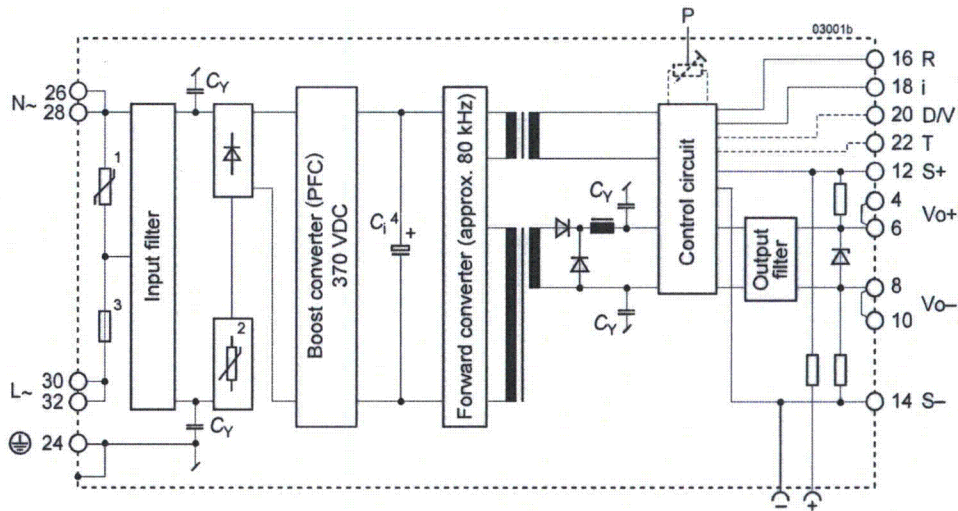 P
03001b
26
N~
28
16 R
18 i
20 D/V
22 T
12 S+
4
Vo+
6
8
Vo–
10
14 S–
CY
1
3
Input filter
2
CY
Boost converter (PFC)
370 VDC
Ci 4
+
Forward converter (approx. 80 kHz)
CY
CY
Control circuit
Output
filter
30
L~
32
24
– +